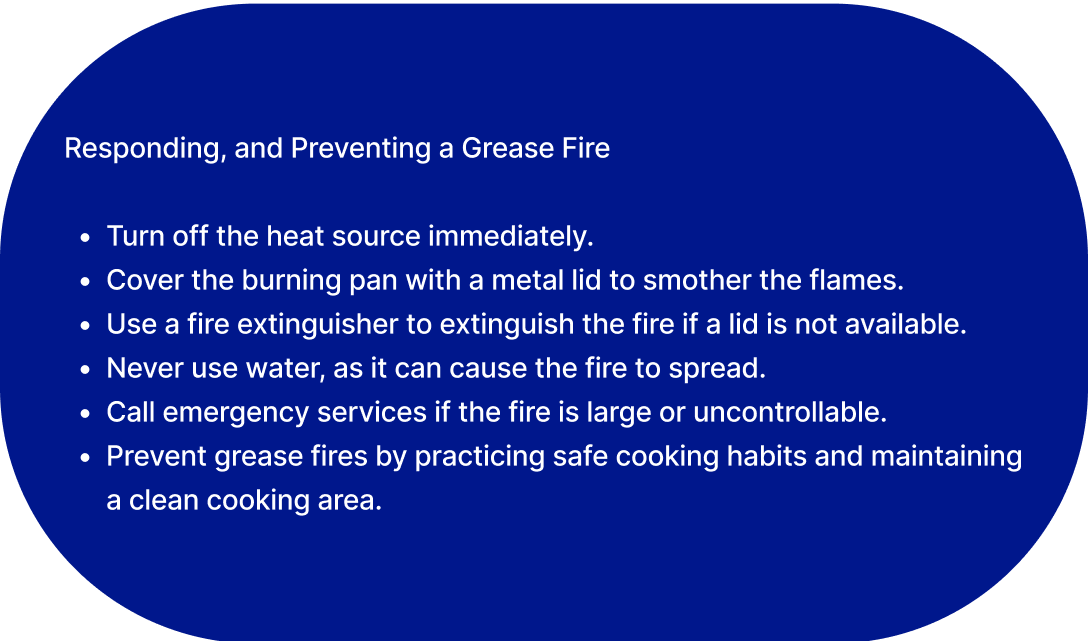 Responding, and Preventing a Grease Fire
• Turn off the heat source immediately.
• Cover the burning pan with a metal lid to smother the flames.
• Use a fire extinguisher to extinguish the fire if a lid is not available.
• Never use water, as it can cause the fire to spread.
• Call emergency services if the fire is large or uncontrollable.
• Prevent grease fires by practicing safe cooking habits and maintaining
a clean cooking area.